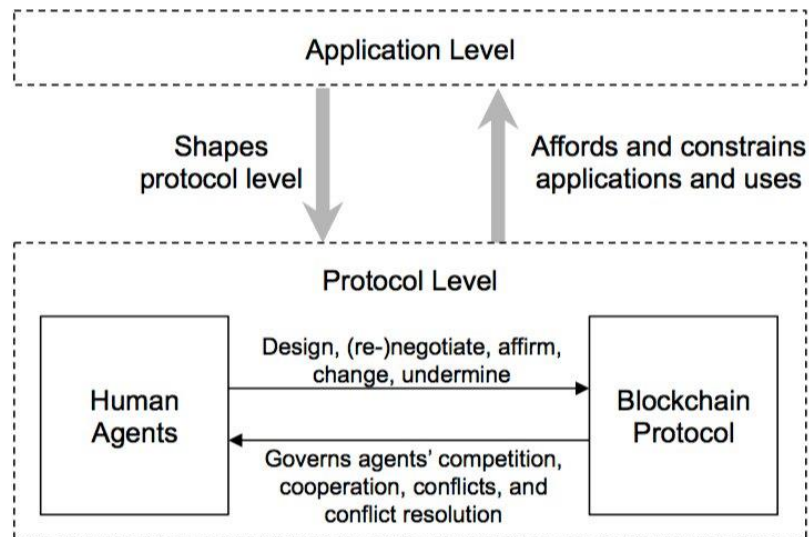 Application Level
Shapes
protocol level
Affords and constrains
applications and uses
Protocol Level
Human
Agents
Design, (re-)negotiate, affirm,
change, undermine
Governs agents' competition,
cooperation, conflicts, and
conflict resolution
Blockchain
Protocol